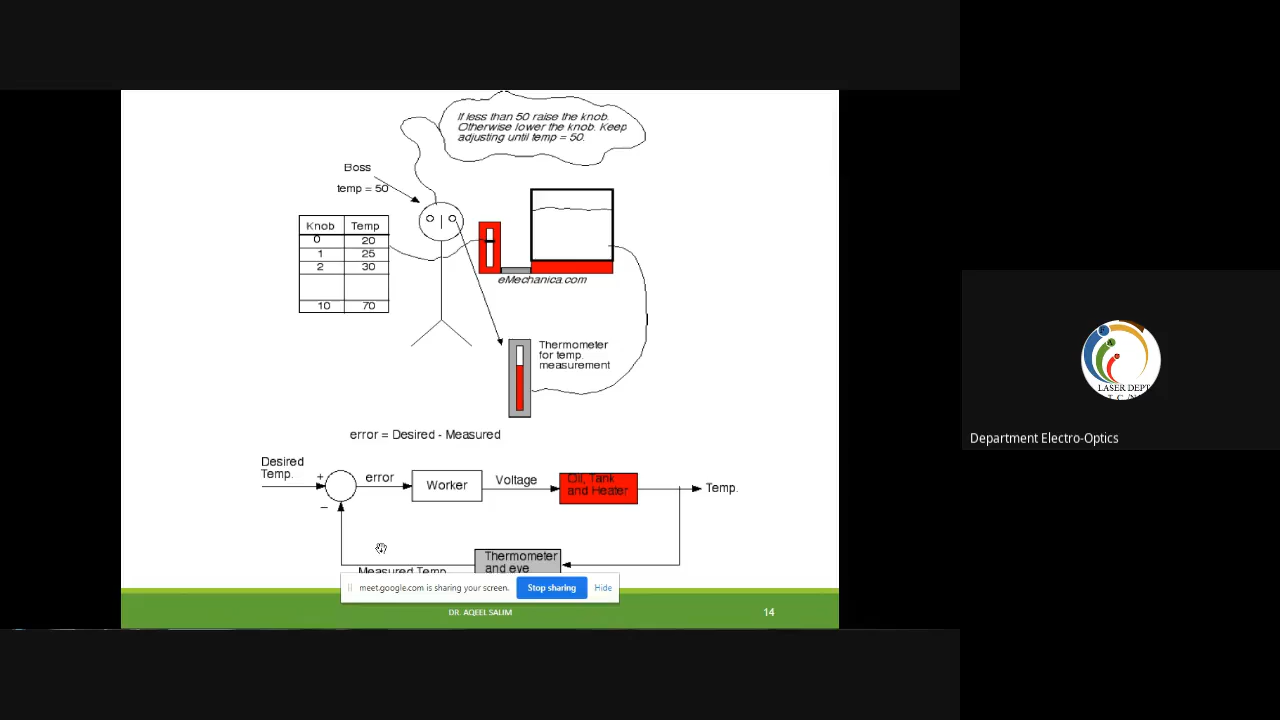 If less than 50 raise the knob.
Otherwise lower the knob. Keep
adjusting until temp = 50.
Boss
temp = 50
Knob Temp
0 20
1 25
2 30
10 70
eMechanica.com
Thermometer
for temp.
measurement
error = Desired - Measured
Desired
Temp.
+
error
Worker
Voltage
Oil, Tank
and Heater
Temp.
–
Thermometer
and eye
Measured Temp.
meet.google.com is sharing your screen.
Stop sharing
Hide
DR. AQEEL SALIM
14
LASER DEPT
Department Electro-Optics